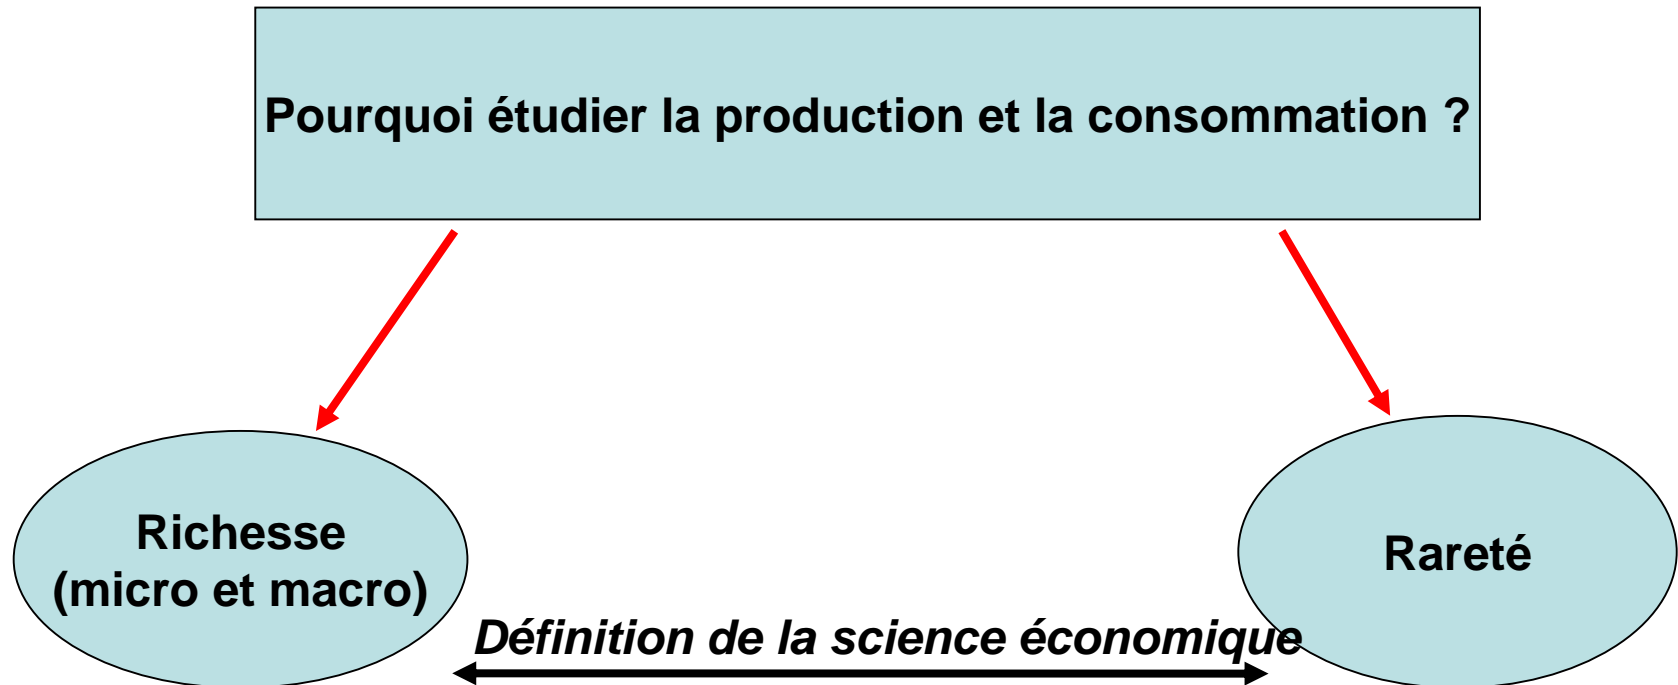 Pourquoi étudier la production et la consommation ?
Richesse
(micro et macro)
Rareté
Définition de la science économique